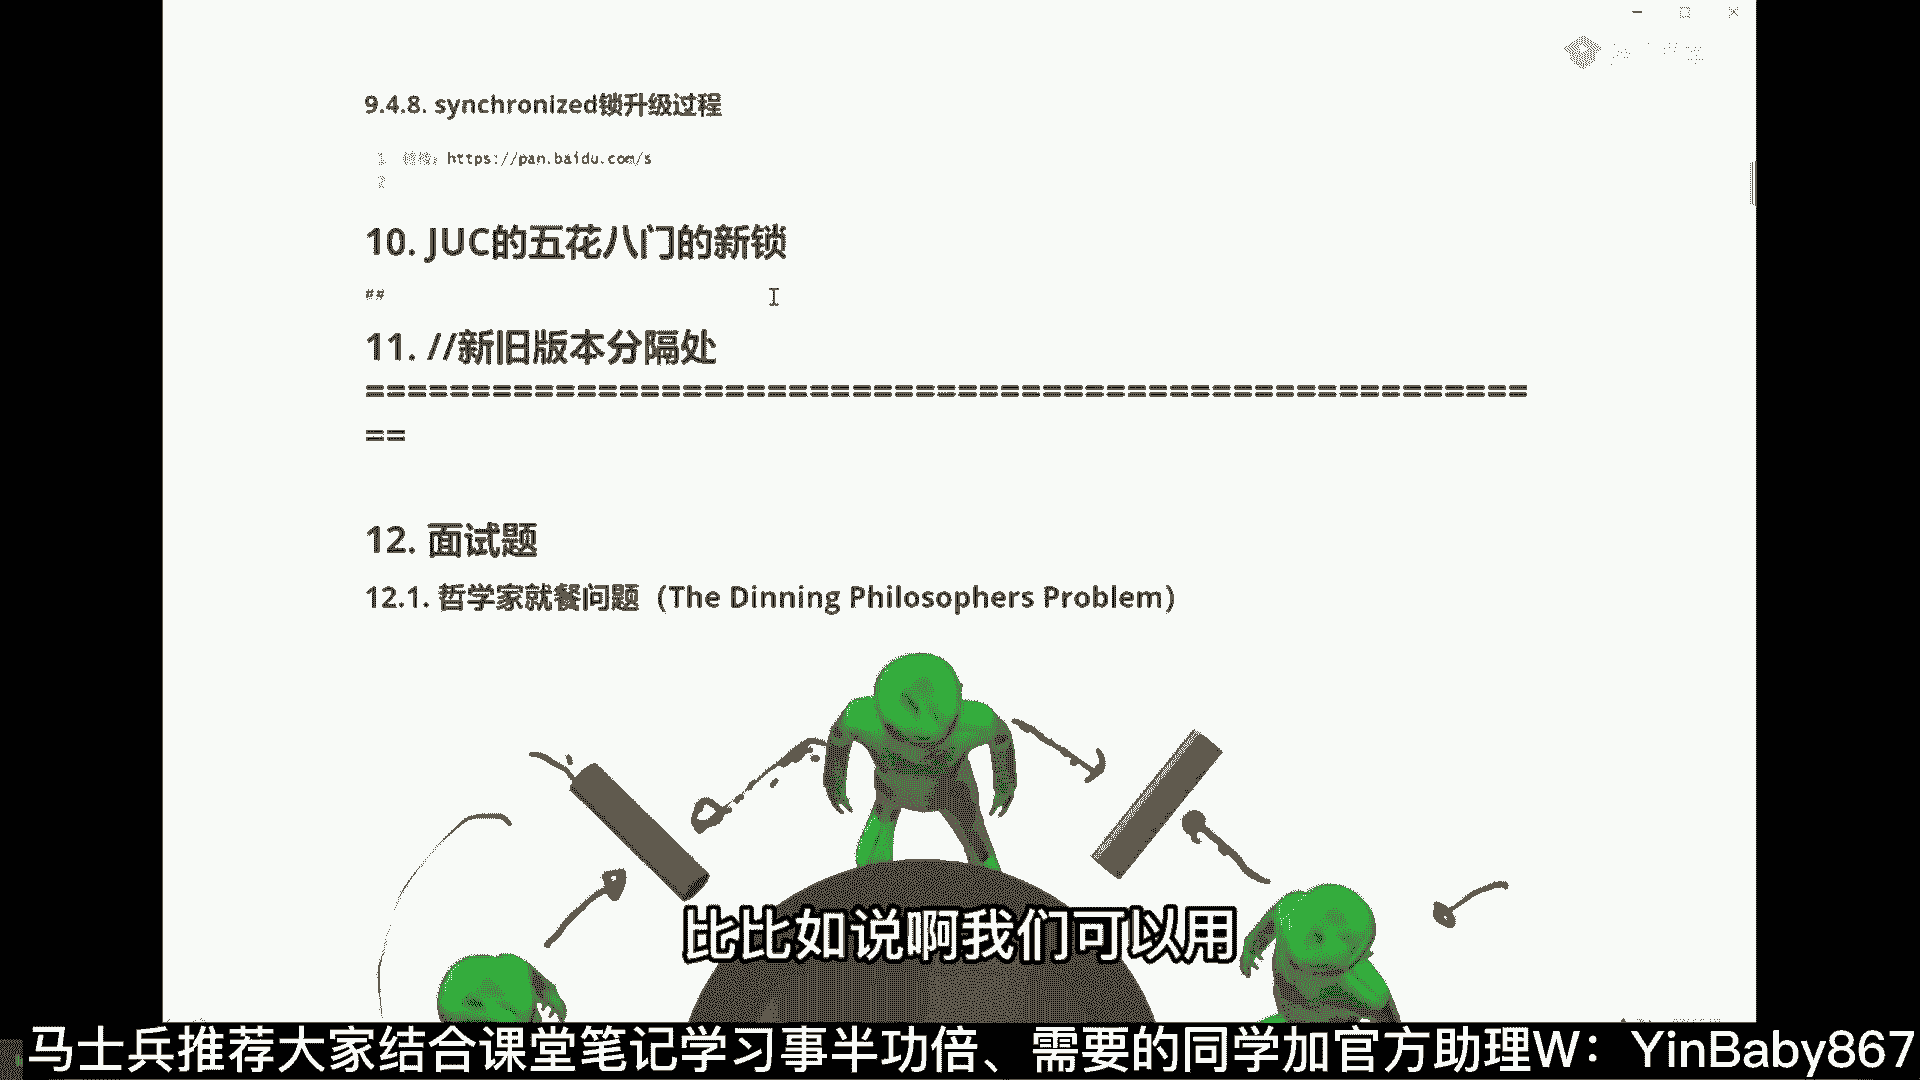 9.4.8. synchronized锁升级过程
1 https://pan.baidu.com/s
2
10. JUC的五花八门的新锁
##
11. //新旧版本分隔处
=======================================================
==
12. 面试题
12.1. 哲学家就餐问题（The Dinning Philosophers Problem）
比比如说啊我们可以用
马士兵推荐大家结合课堂笔记学习事半功倍、需要的同学加官方助理W：YinBaby867